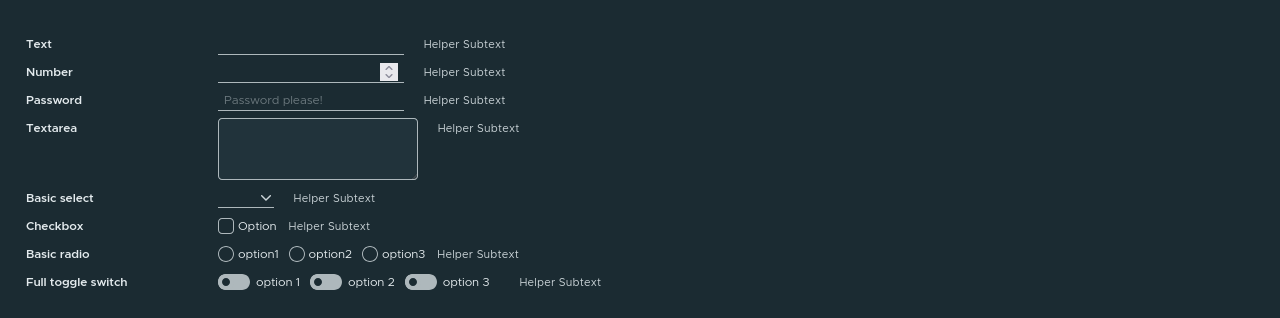 Text Helper Subtext
Number Helper Subtext
Password Password please! Helper Subtext
Textarea Helper Subtext
Basic select Helper Subtext
Checkbox Option Helper Subtext
Basic radio option1 option2 option3 Helper Subtext
Full toggle switch option 1 option 2 option 3 Helper Subtext